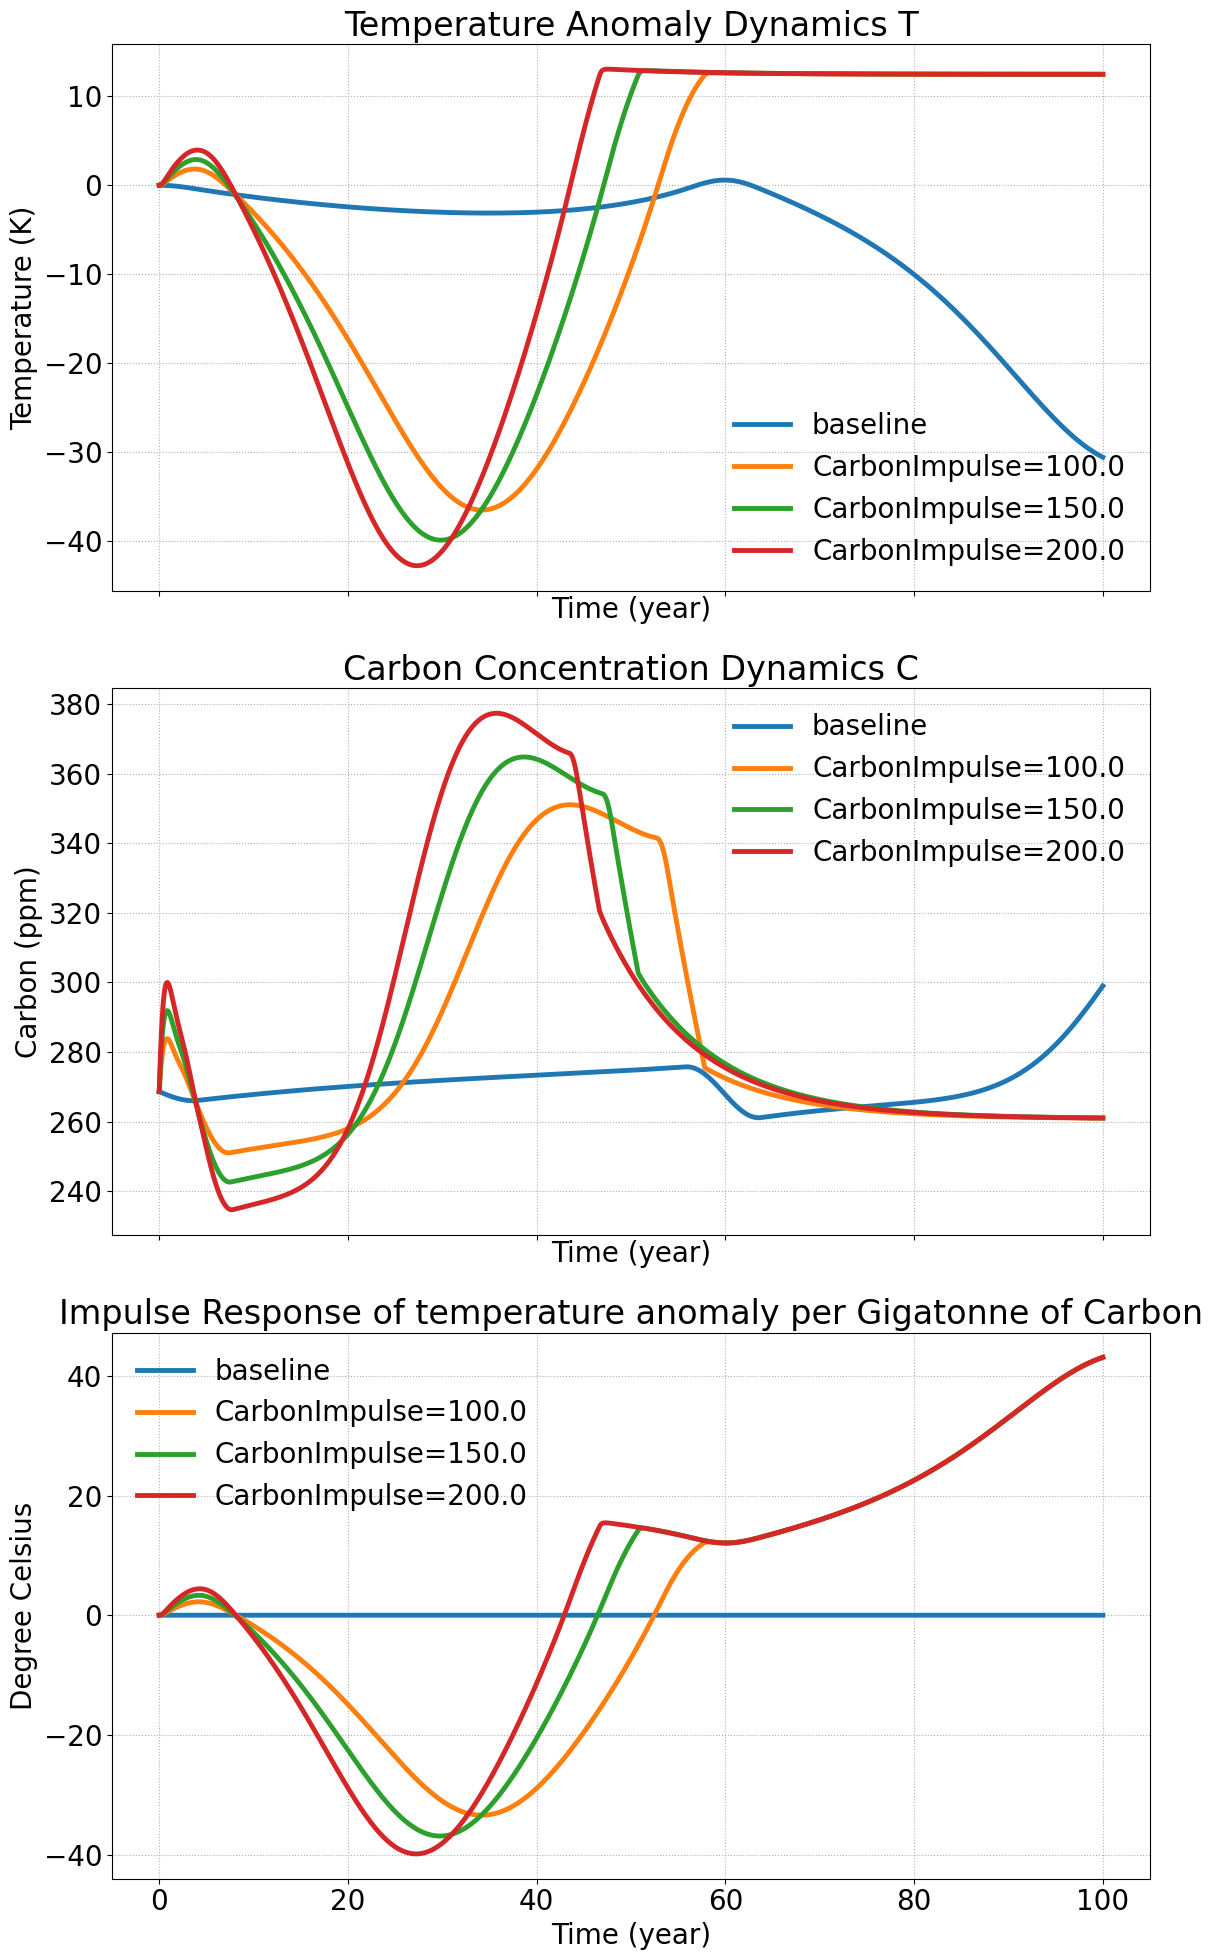 Temperature Anomaly Dynamics T
Temperature (K)
10
0
−10
−20
−30
−40
baseline
CarbonImpulse=100.0
CarbonImpulse=150.0
CarbonImpulse=200.0
Time (year)
Carbon Concentration Dynamics C
Carbon (ppm)
380
360
340
320
300
280
260
240
baseline
CarbonImpulse=100.0
CarbonImpulse=150.0
CarbonImpulse=200.0
Time (year)
Impulse Response of temperature anomaly per Gigatonne of Carbon
Degree Celsius
40
20
0
−20
−40
baseline
CarbonImpulse=100.0
CarbonImpulse=150.0
CarbonImpulse=200.0
0 20 40 60 80 100
Time (year)